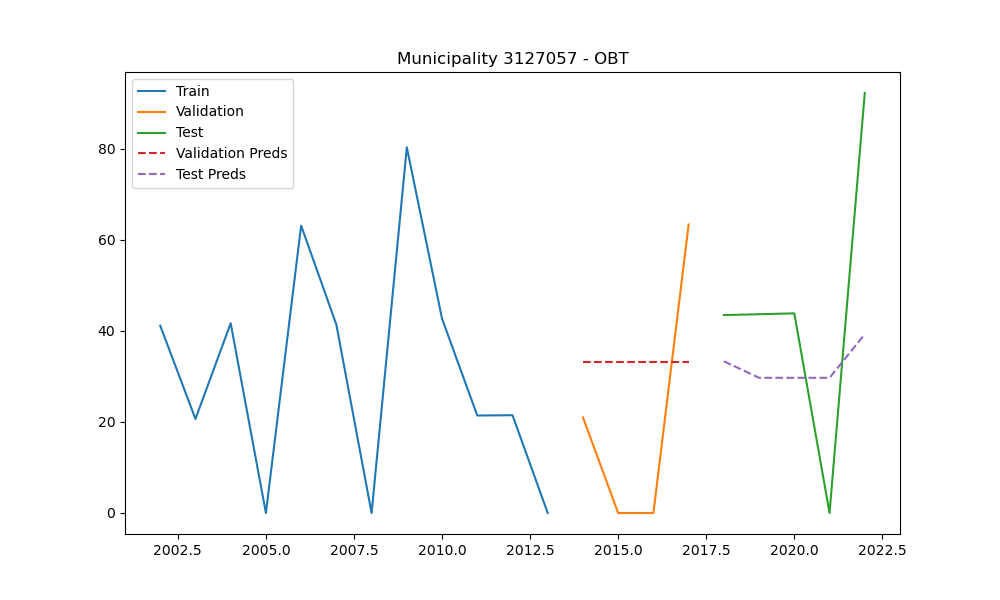 Municipality 3127057 - OBT
Train
Validation
Test
Validation Preds
Test Preds
80
60
40
20
0
2002.5 2005.0 2007.5 2010.0 2012.5 2015.0 2017.5 2020.0 2022.5